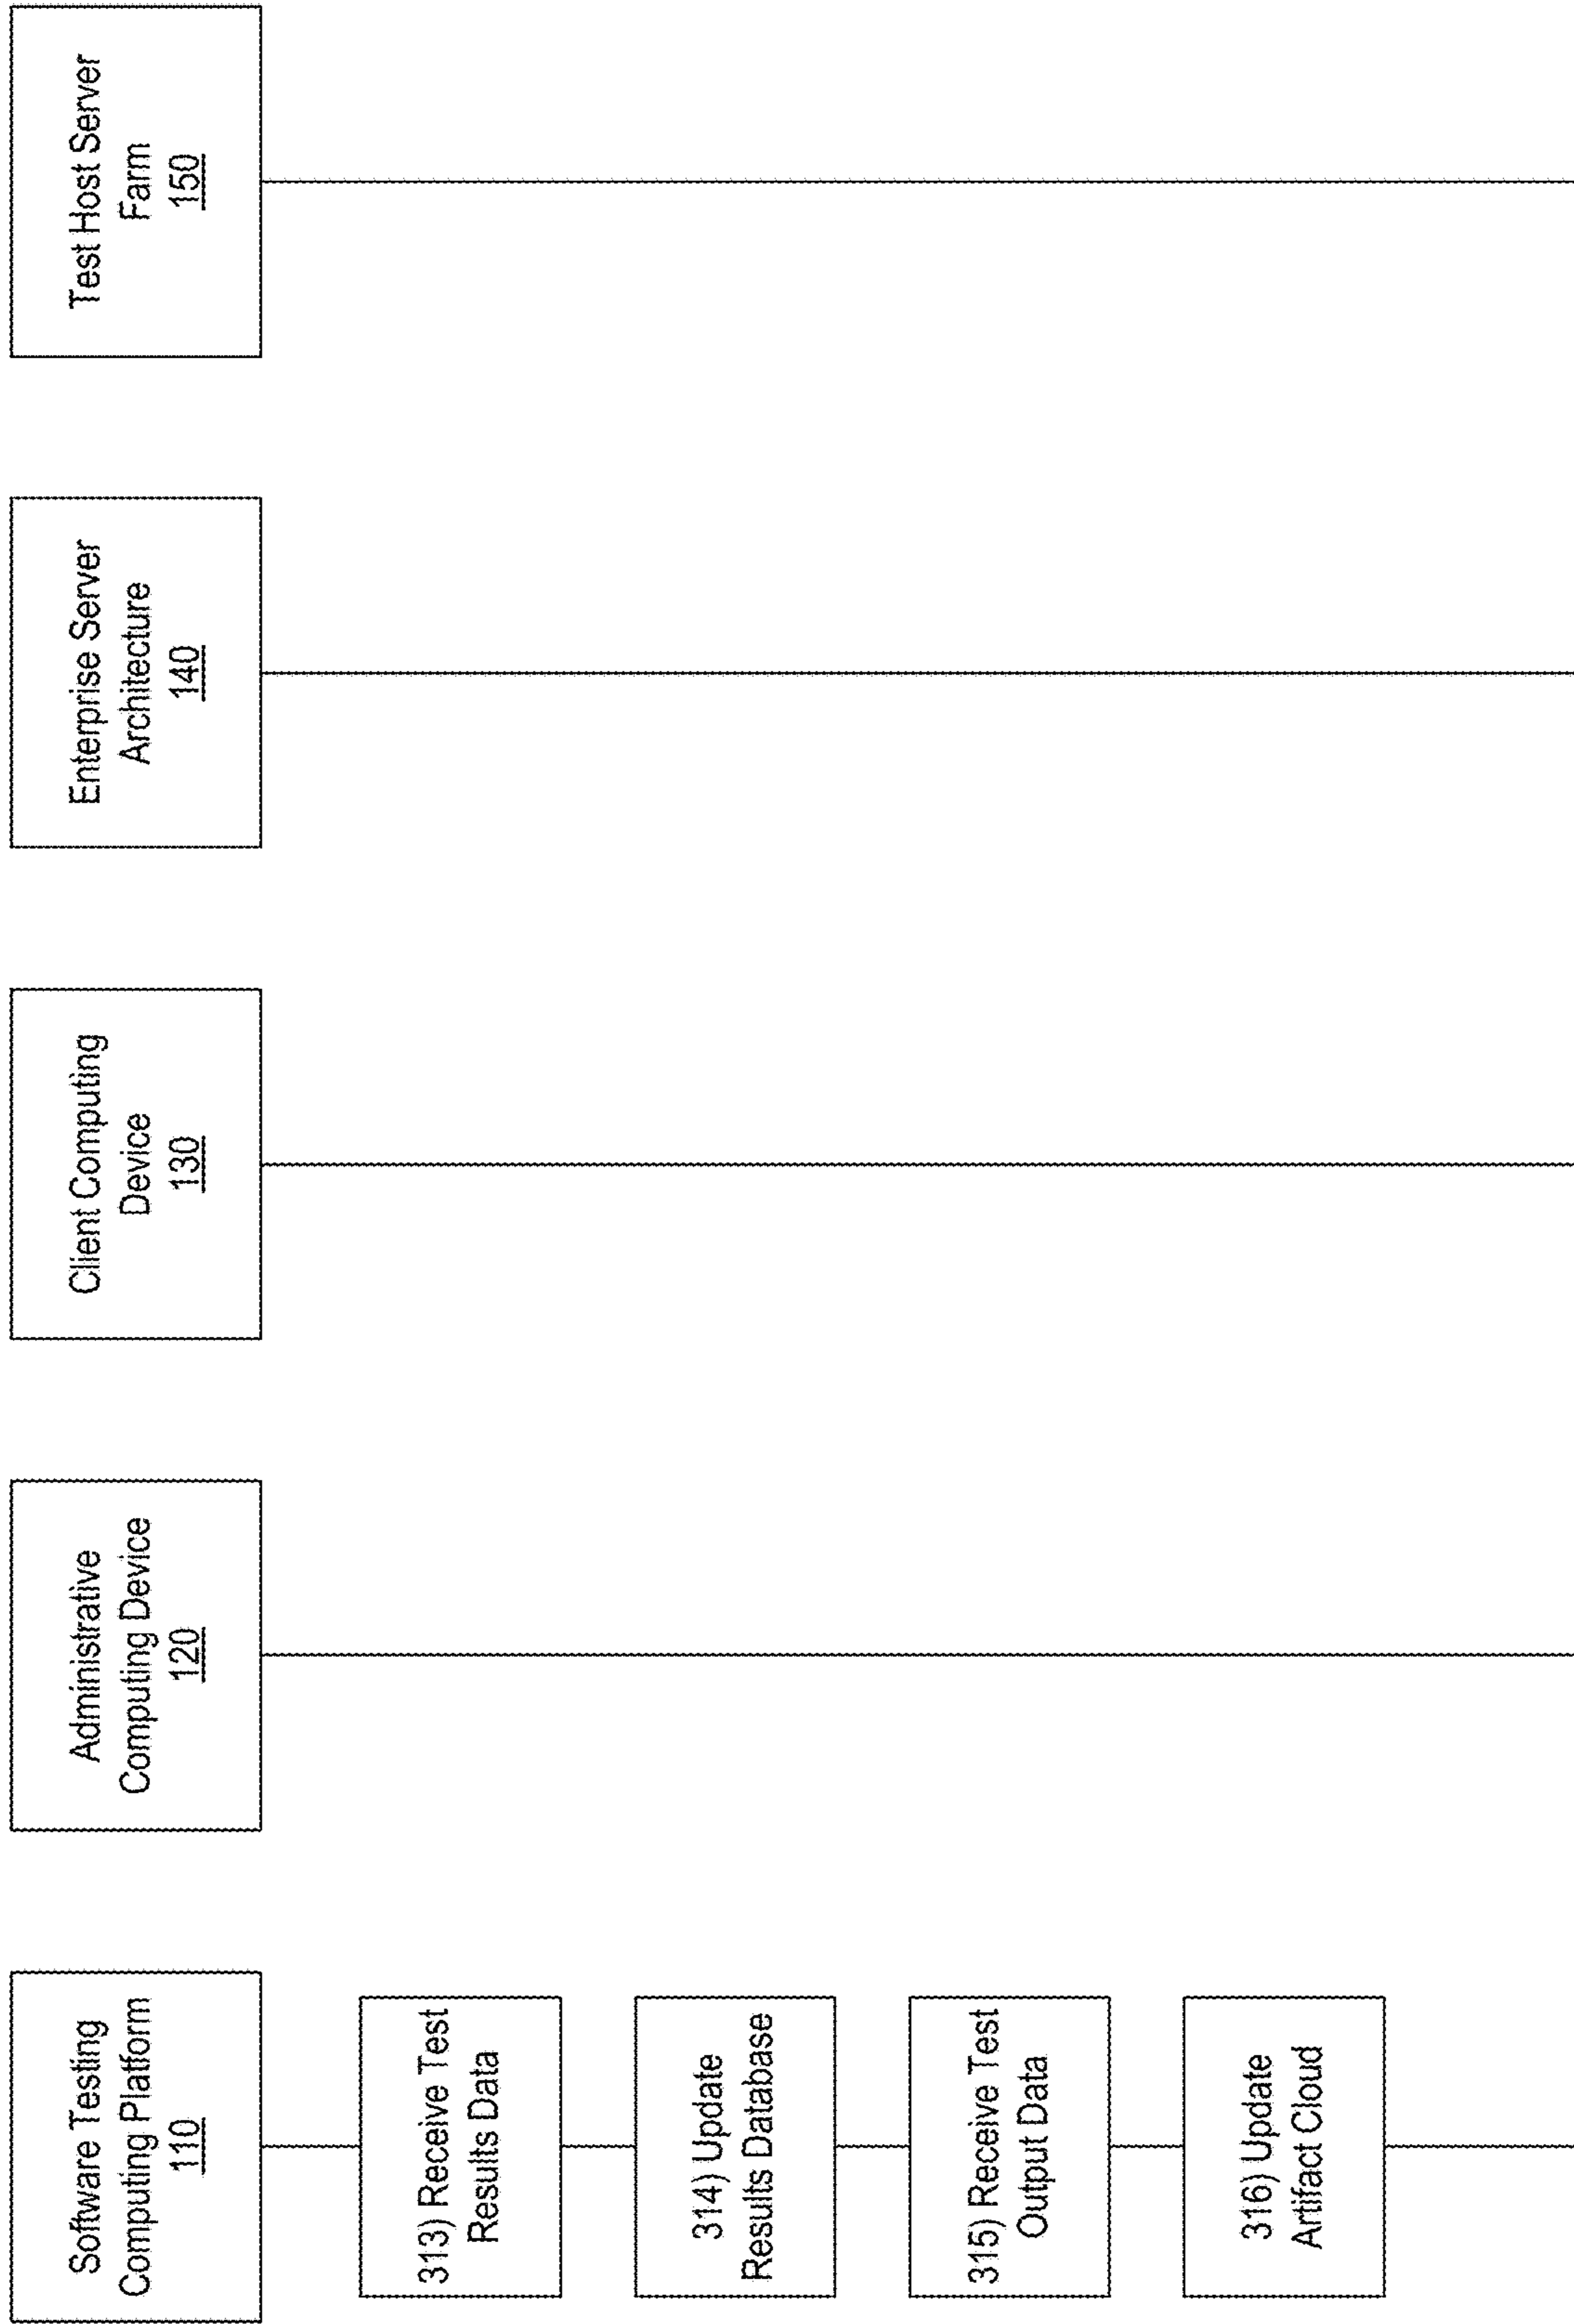 Software Testing
Computing Platform
110
Administrative
Computing Device
120
Client Computing
Device
130
Enterprise Server
Architecture
140
Test Host Server
Farm
150
313) Receive Test
Results Data
314) Update
Results Database
315) Receive Test
Output Data
316) Update
Artifact Cloud